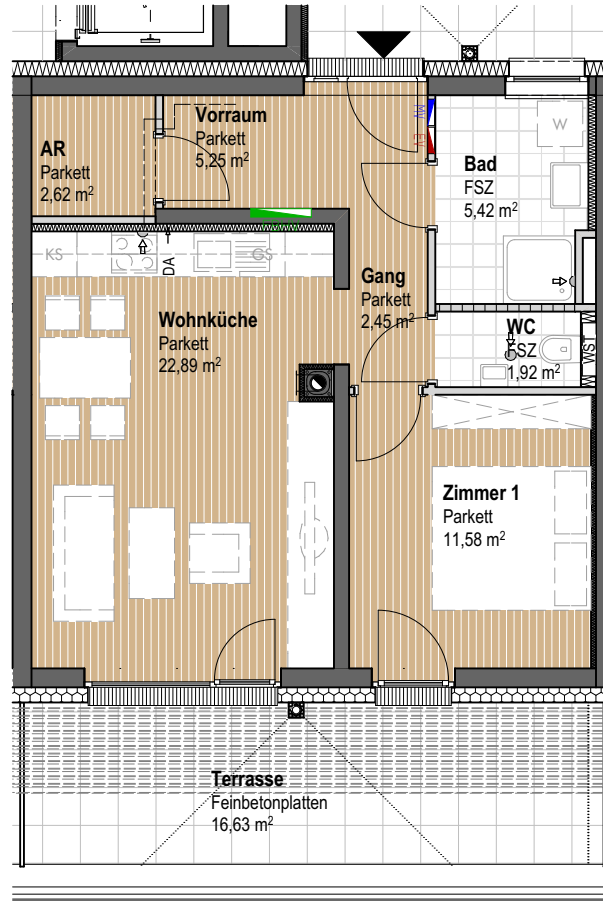 Vorraum
Parkett
5,25 m²
AR
Parkett
2,62 m²
W
Bad
FSZ
5,42 m²
EV
KS
DA
GS
Gang
Parkett
2,45 m²
Wohnküche
Parkett
22,89 m²
WC
FSZ
1,92 m²
WST
Zimmer 1
Parkett
11,58 m²
Terrasse
Feinbetonplatten
16,63 m²